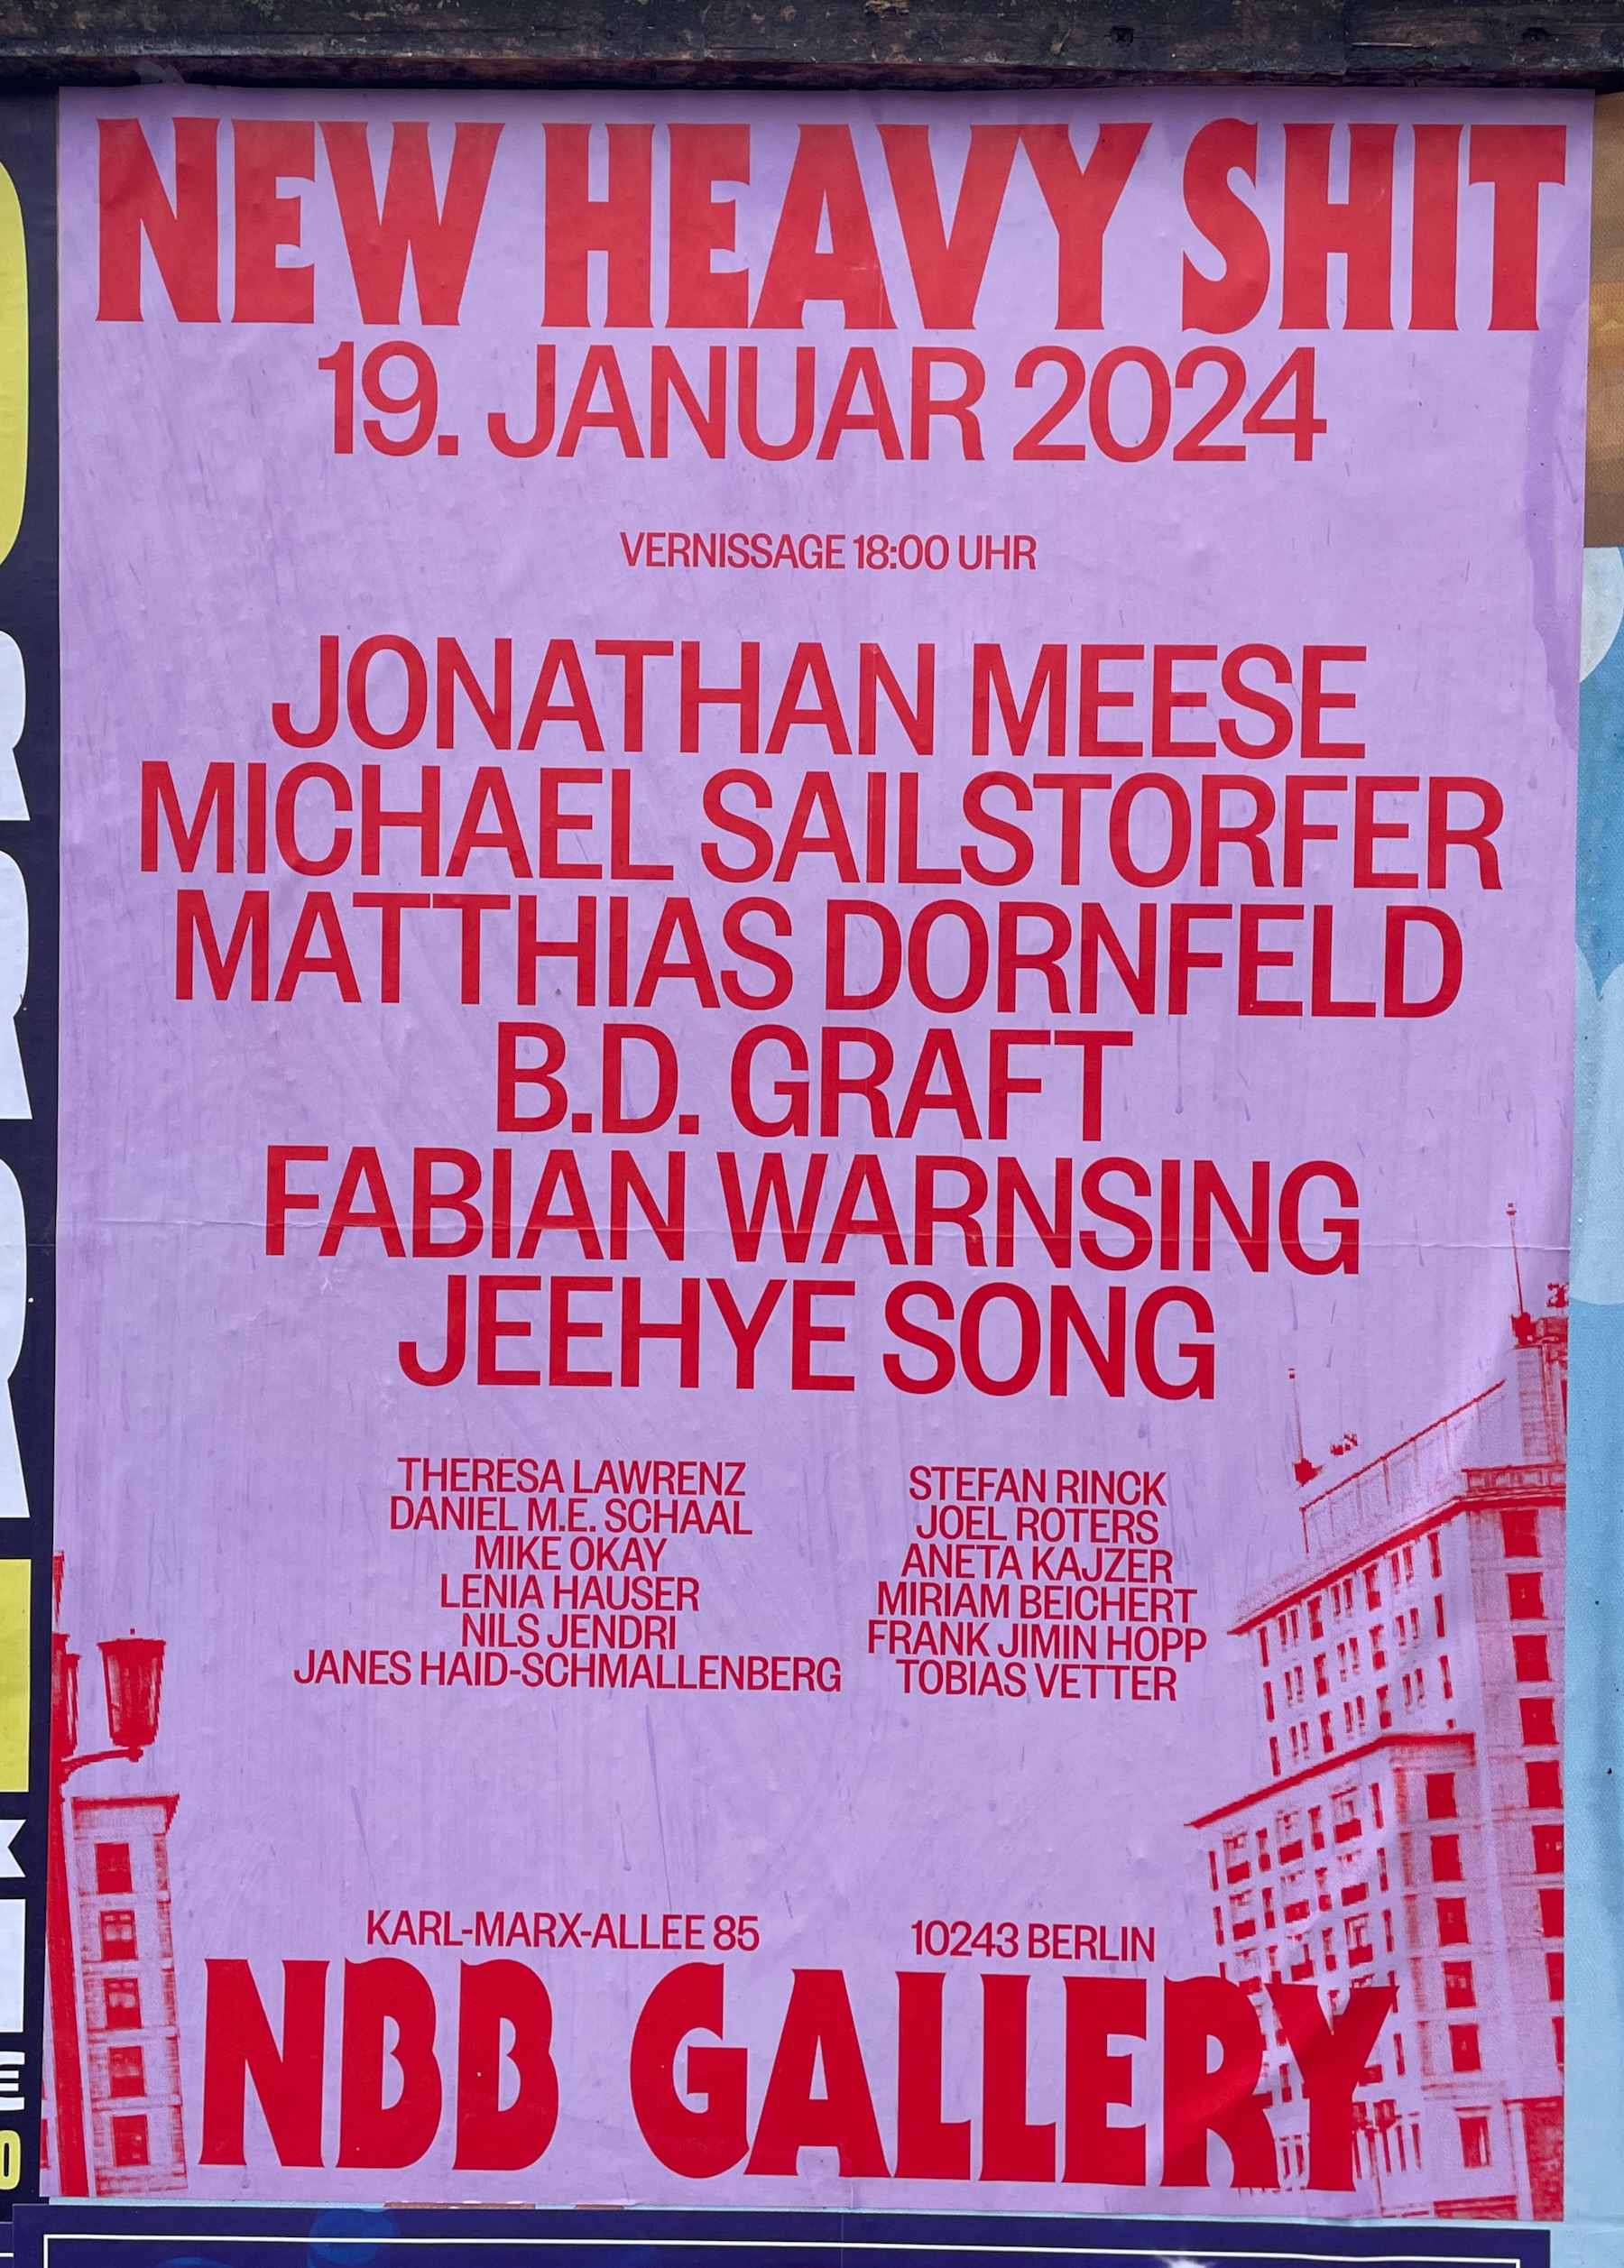 NEW HEAVY SHIT
19. JANUAR 2024
VERNISSAGE 18:00 UHR
JONATHAN MEESE
MICHAEL SAILSTORFER
MATTHIAS DORNFELD
B.D. GRAFT
FABIAN WARNSING
JEEHYE SONG
THERESA LAWRENZ
DANIEL M.E. SCHAAL
MIKE OKAY
LENIA HAUSER
NILS JENDRI
JANES HAID-SCHMALLENBERG
STEFAN RINCK
JOEL ROTERS
ANETA KAJZER
MIRIAM BEICHERT
FRANK JIMIN HOPP
TOBIAS VETTER
KARL-MARX-ALLEE 85
10243 BERLIN
NBB GALLERY